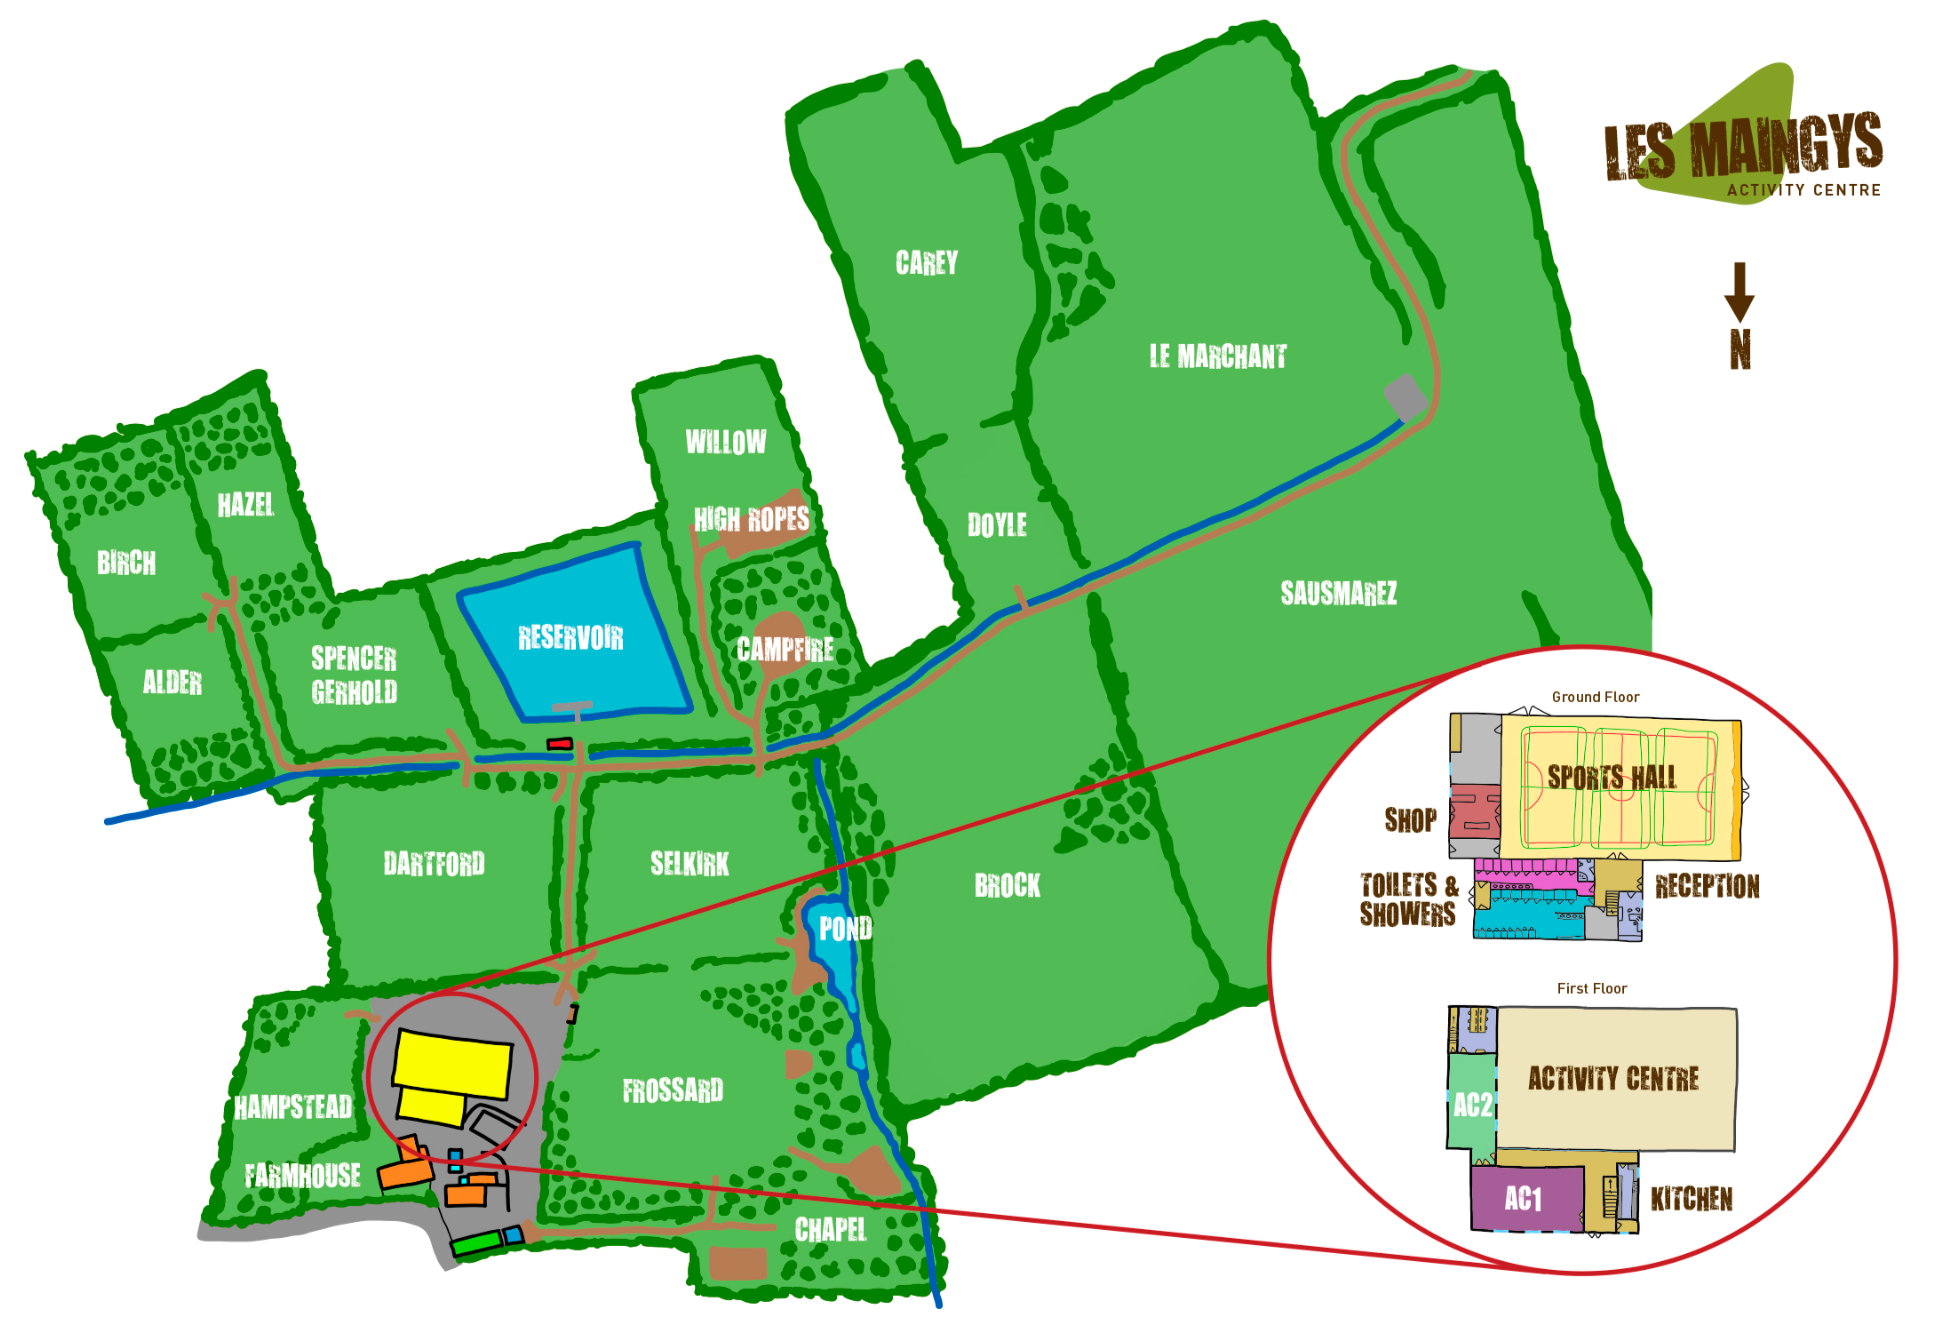 LES MAINGYS
ACTIVITY CENTRE
N
CAREY
LE MARCHANT
WILLOW
HIGH ROPES
HAZEL
BIRCH
DOYLE
SAUSMAREZ
RESERVOIR
CAMPFIRE
SPENCER
GERHOLD
ALDER
DARTFORD
SELKIRK
BROCK
POND
HAMPSTEAD
FROSSARD
FARMHOUSE
CHAPEL
Ground Floor
SPORTS HALL
SHOP
TOILETS &
SHOWERS
RECEPTION
First Floor
ACTIVITY CENTRE
AC2
AC1
KITCHEN